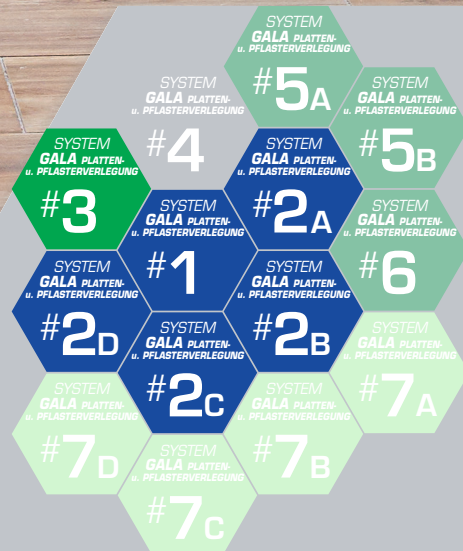 SYSTEM
GALA PLATTEN-
u. PFLASTERVERLEGUNG
#5A
SYSTEM
GALA PLATTEN-
u. PFLASTERVERLEGUNG
#4
SYSTEM
GALA PLATTEN-
u. PFLASTERVERLEGUNG
#5B
SYSTEM
GALA PLATTEN-
u. PFLASTERVERLEGUNG
#3
SYSTEM
GALA PLATTEN-
u. PFLASTERVERLEGUNG
#2A
SYSTEM
GALA PLATTEN-
u. PFLASTERVERLEGUNG
#1
SYSTEM
GALA PLATTEN-
u. PFLASTERVERLEGUNG
#6
SYSTEM
GALA PLATTEN-
u. PFLASTERVERLEGUNG
#2D
SYSTEM
GALA PLATTEN-
u. PFLASTERVERLEGUNG
#2B
SYSTEM
GALA PLATTEN-
u. PFLASTERVERLEGUNG
#2C
SYSTEM
GALA PLATTEN-
u. PFLASTERVERLEGUNG
#7A
SYSTEM
GALA PLATTEN-
u. PFLASTERVERLEGUNG
#7D
SYSTEM
GALA PLATTEN-
u. PFLASTERVERLEGUNG
#7B
SYSTEM
GALA PLATTEN-
u. PFLASTERVERLEGUNG
#7C